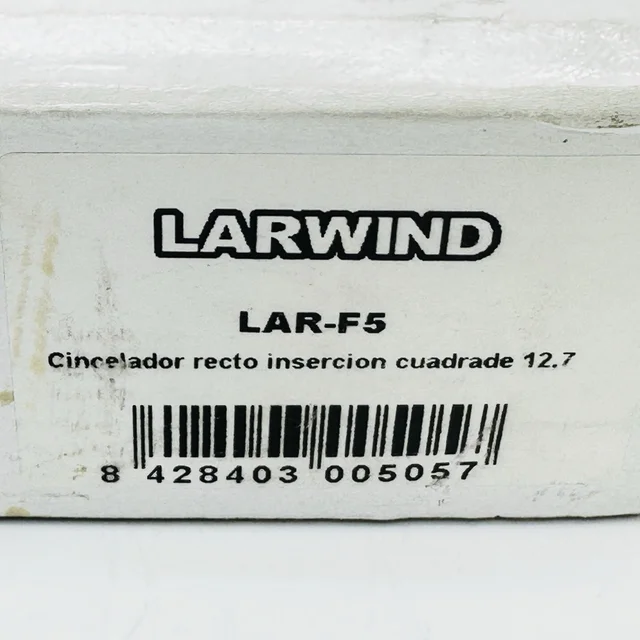 LARWIND
LAR-F5
Cincelador recto insercion cuadrade 12.7
8 428403 005057